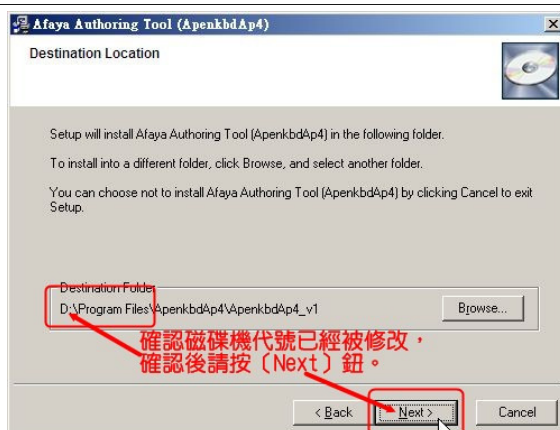 Afaya Authoring Tool (ApenkbdAp4)
Destination Location
Setup will install Afaya Authoring Tool (ApenkbdAp4) in the following folder.
To install into a different folder, click Browse, and select another folder.
You can choose not to install Afaya Authoring Tool (ApenkbdAp4) by clicking Cancel to exit
Setup.
Destination Folder
D:\Program Files\ApenkbdAp4\ApenkbdAp4_v1
Browse...
確認磁碟機代號已經被修改，
確認後請按〔Next〕鈕。
< Back
Next >
Cancel